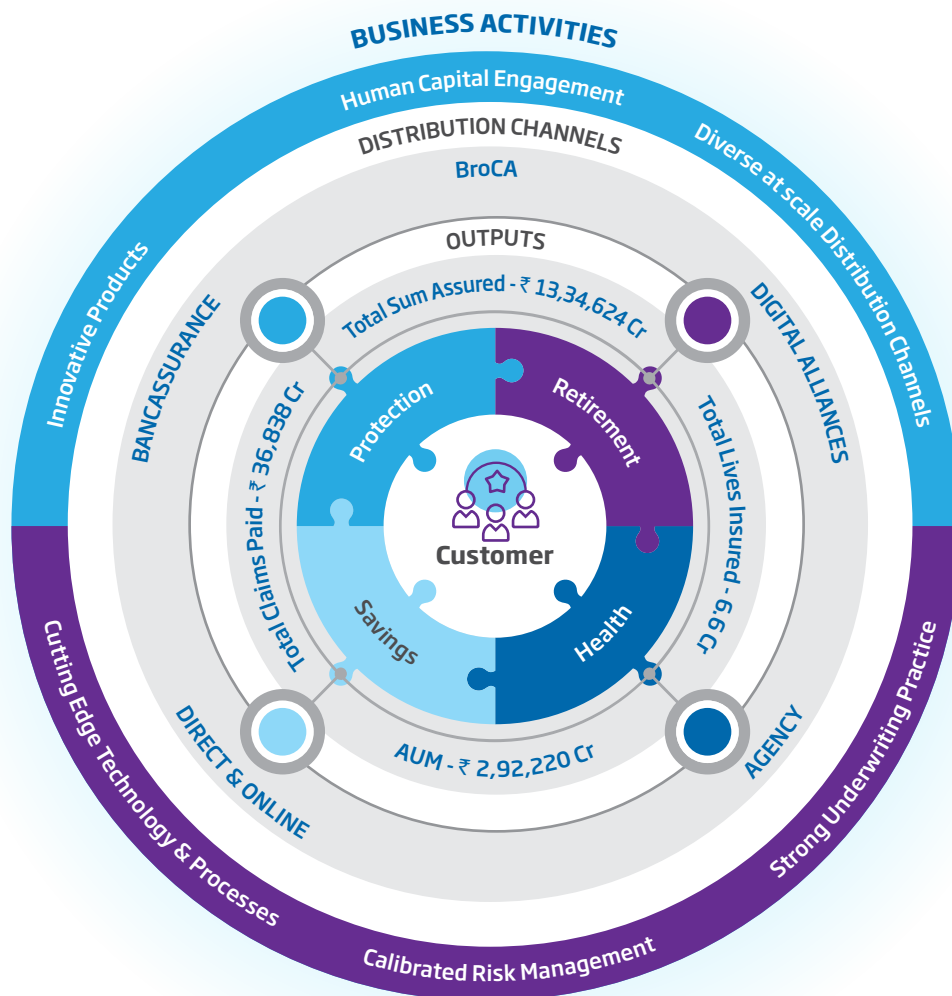 BUSINESS ACTIVITIES
Human Capital Engagement
Diverse at scale Distribution Channels
Innovative Products
DISTRIBUTION CHANNELS
BroCA
BANCASSURANCE
DIGITAL ALLIANCES
OUTPUTS
Total Sum Assured - ₹ 13,34,624 Cr
Total Claims Paid - ₹ 36,838 Cr
Total Lives Insured - 6.6 Cr
Protection
Retirement
Customer
Savings
Health
AUM - ₹ 2,92,220 Cr
DIRECT & ONLINE
AGENCY
Cutting Edge Technology & Processes
Strong Underwriting Practice
Calibrated Risk Management